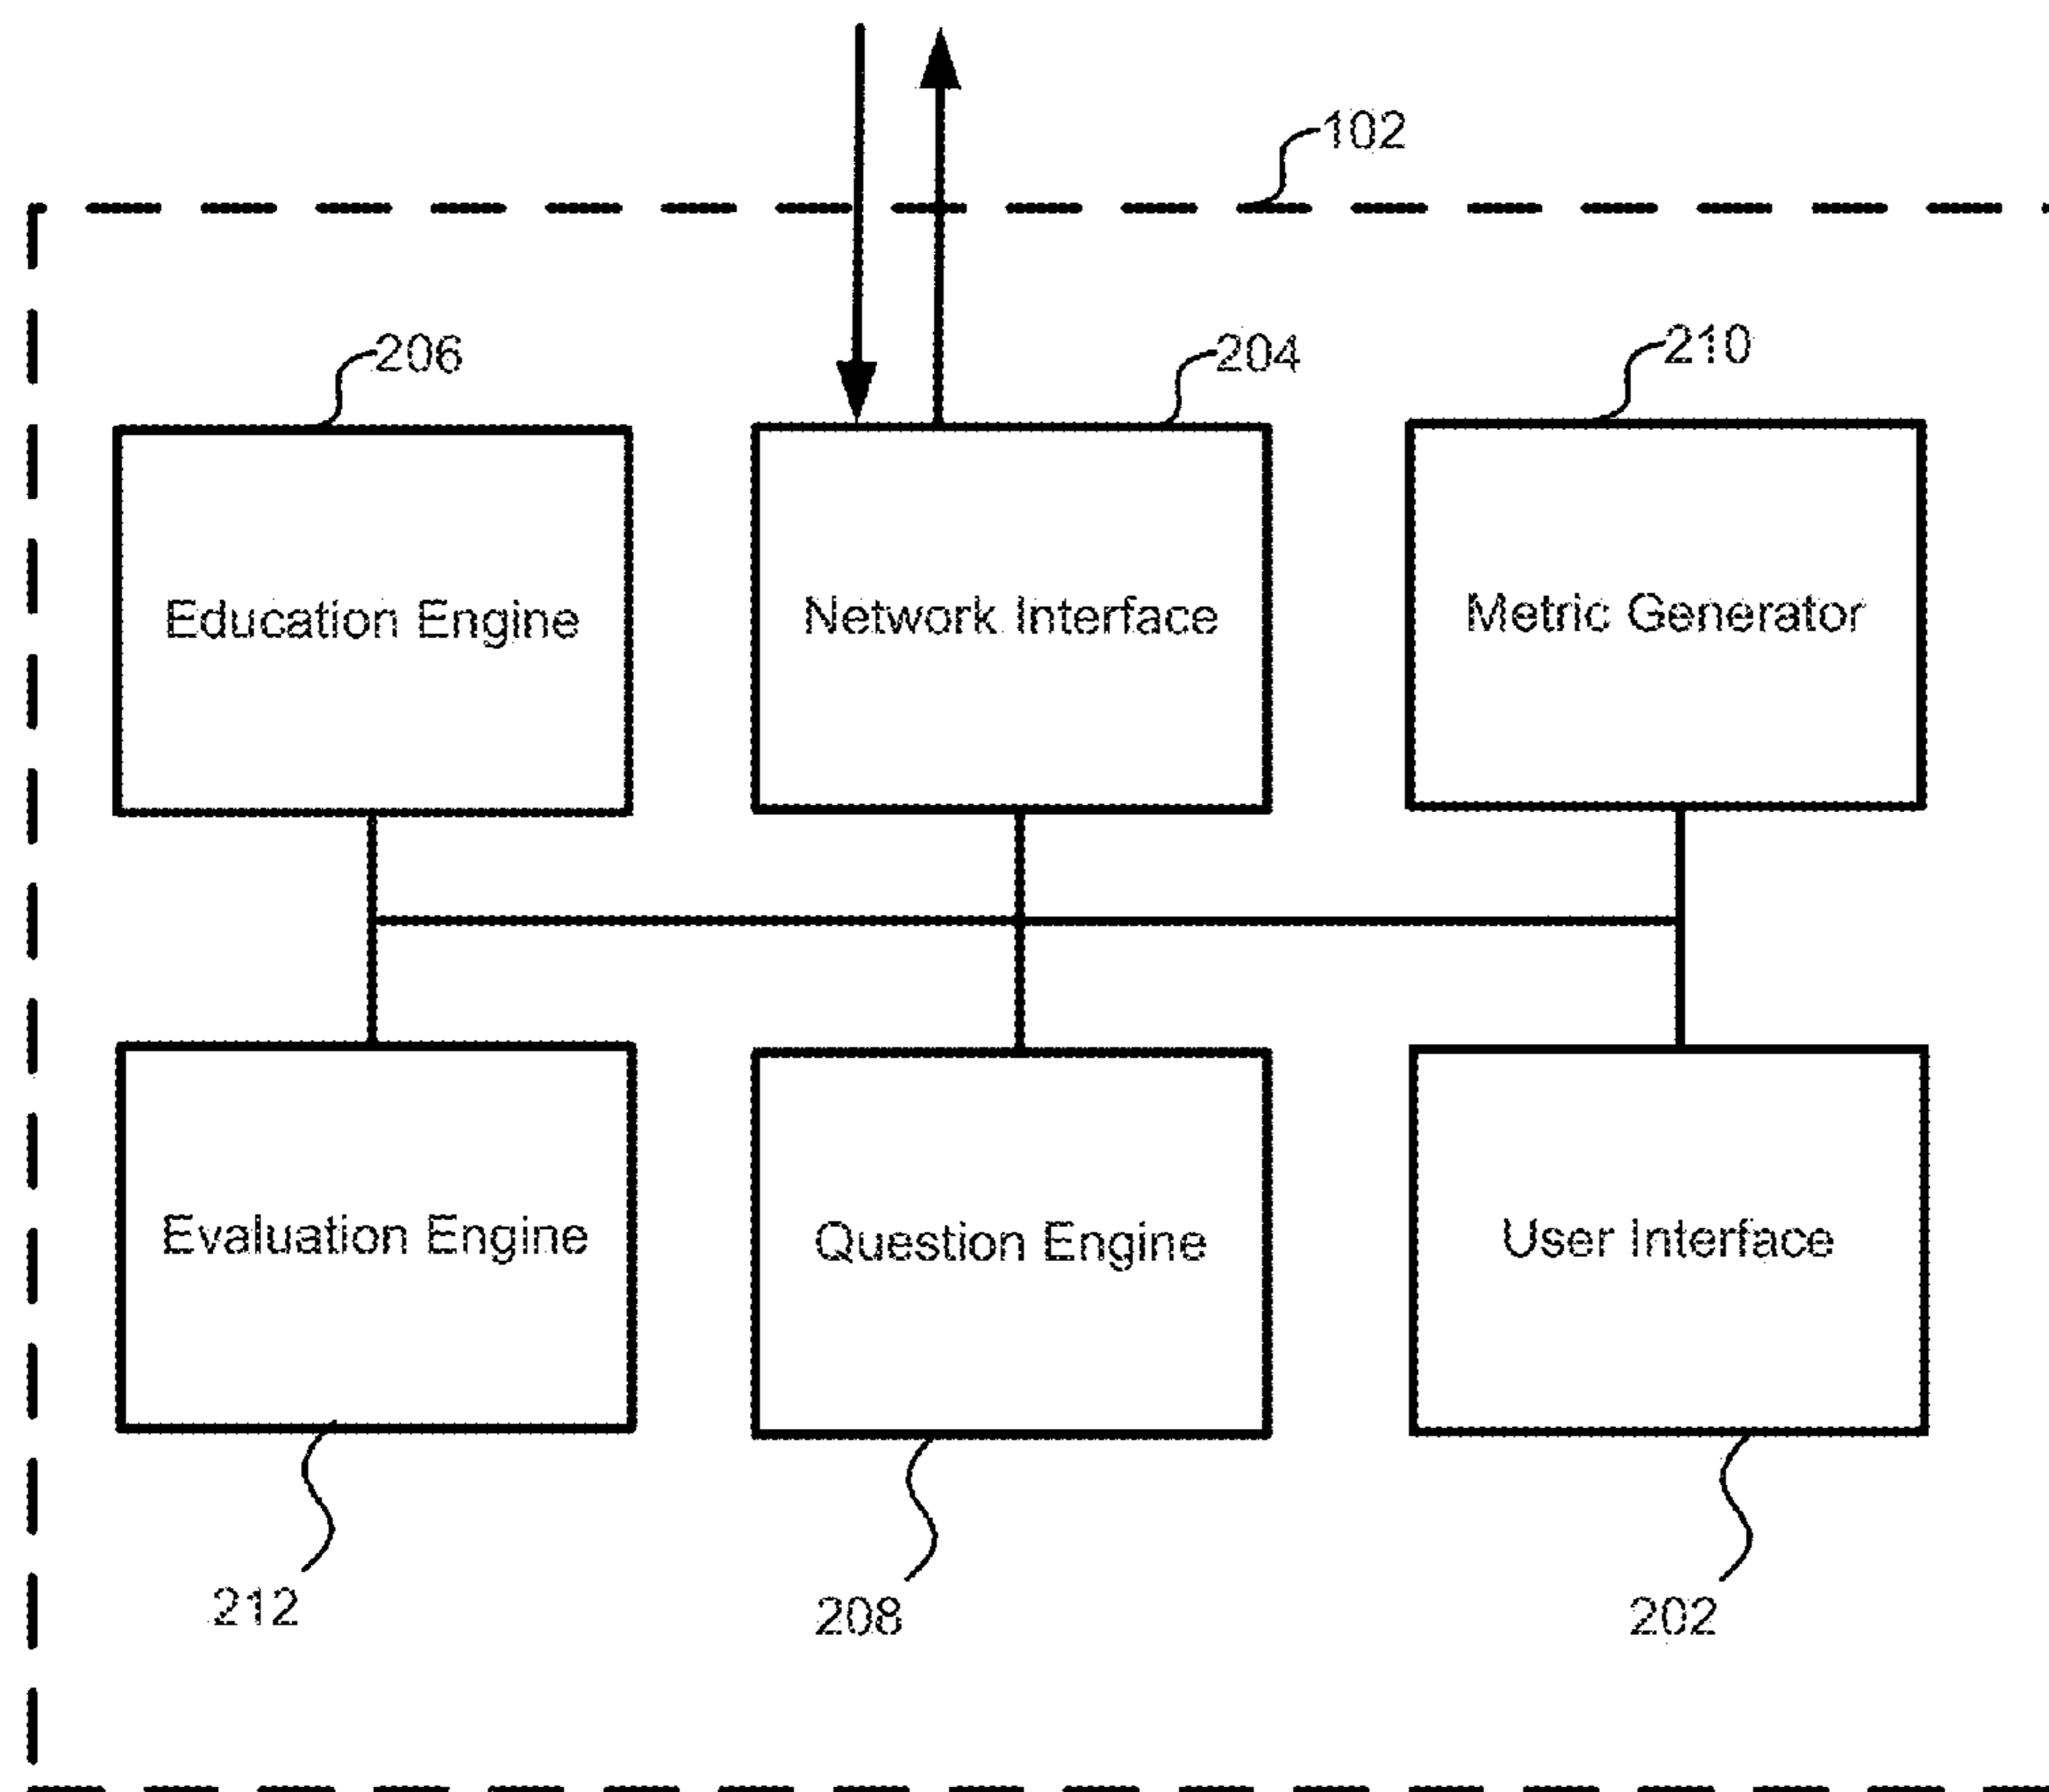 102
206
204
210
Education Engine
Network Interface
Metric Generator
Evaluation Engine
Question Engine
User Interface
212
208
202